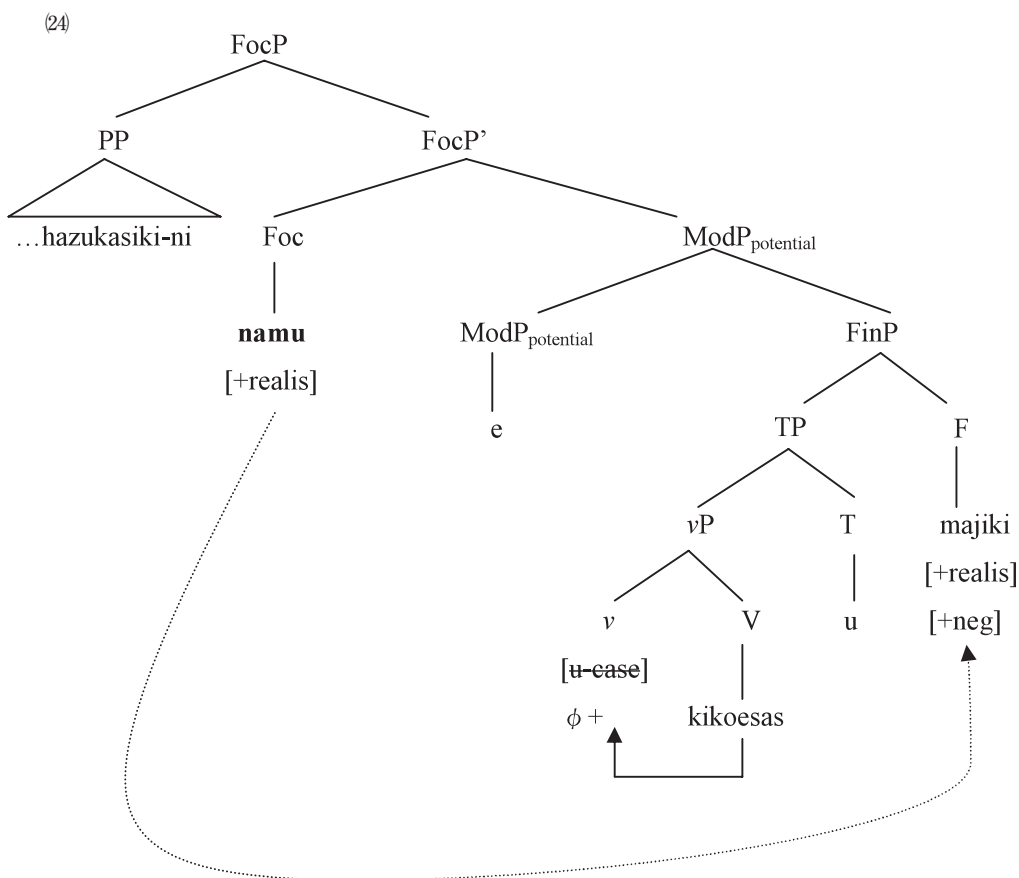 (24)
FocP
PP FocP’
…hazukasiki-ni Foc ModPpotential
namu ModPpotential FinP
[+realis]
e TP F
vP T majiki
[+realis]
v V u [+neg]
[u-case]
ϕ + kikoesas